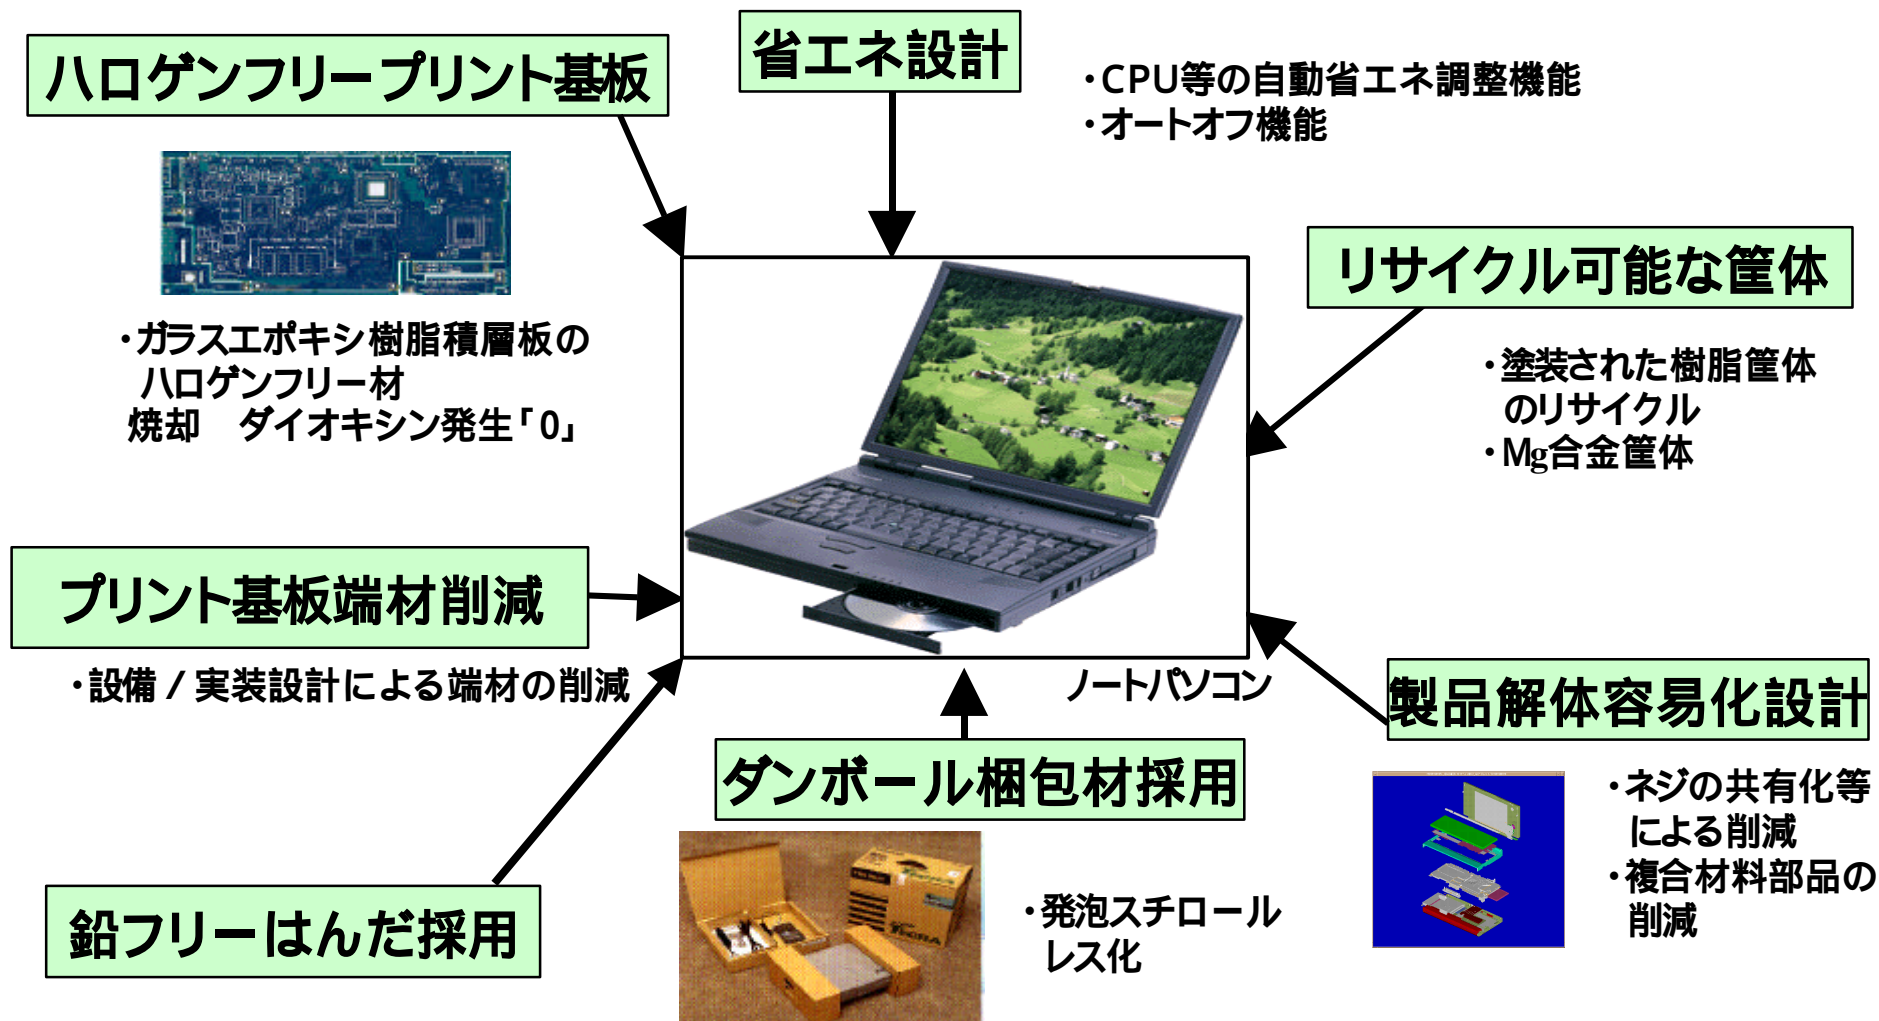 省エネ設計
・CPU等の自動省エネ調整機能
・オートオフ機能
ハロゲンフリープリント基板
・ガラスエポキシ樹脂積層板の
ハロゲンフリー材
焼却　ダイオキシン発生「0」
リサイクル可能な筐体
・塗装された樹脂筐体
のリサイクル
・Mg合金筐体
プリント基板端材削減
・設備／実装設計による端材の削減
ノートパソコン
製品解体容易化設計
・ネジの共有化等
による削減
・複合材料部品の
削減
ダンボール梱包材採用
・発泡スチロール
レス化
TECRA
鉛フリーはんだ採用